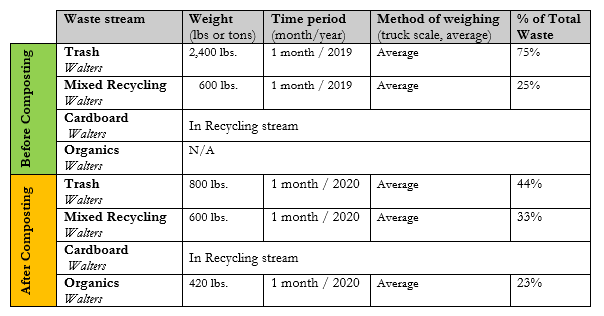 Waste stream Weight (lbs or tons) Time period (month/year) Method of weighing (truck scale, average) % of Total Waste
Before Composting
Trash Walters 2,400 lbs. 1 month / 2019 Average 75%
Mixed Recycling Walters 600 lbs. 1 month / 2019 Average 25%
Cardboard Walters In Recycling stream
Organics Walters N/A
After Composting
Trash Walters 800 lbs. 1 month / 2020 Average 44%
Mixed Recycling Walters 600 lbs. 1 month / 2020 Average 33%
Cardboard Walters In Recycling stream
Organics Walters 420 lbs. 1 month / 2020 Average 23%